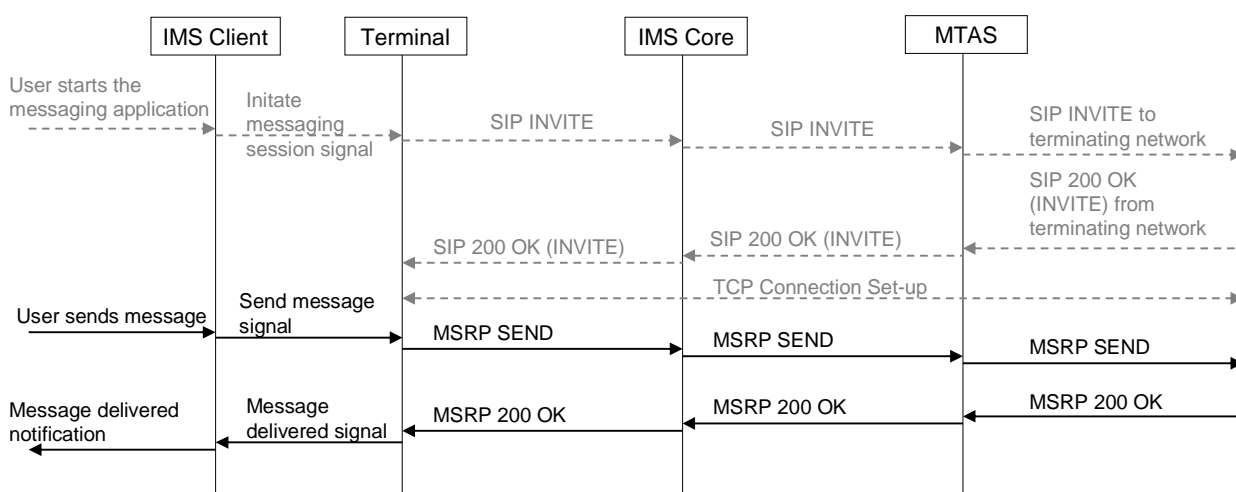 IMS Client
Terminal
IMS Core
MTAS
User starts the
messaging application
Initate
messaging
session signal
SIP INVITE
SIP INVITE
SIP INVITE to
terminating network
SIP 200 OK
(INVITE) from
terminating network
SIP 200 OK (INVITE)
SIP 200 OK (INVITE)
TCP Connection Set-up
User sends message
Send message
signal
MSRP SEND
MSRP SEND
MSRP SEND
Message delivered
notification
Message
delivered signal
MSRP 200 OK
MSRP 200 OK
MSRP 200 OK